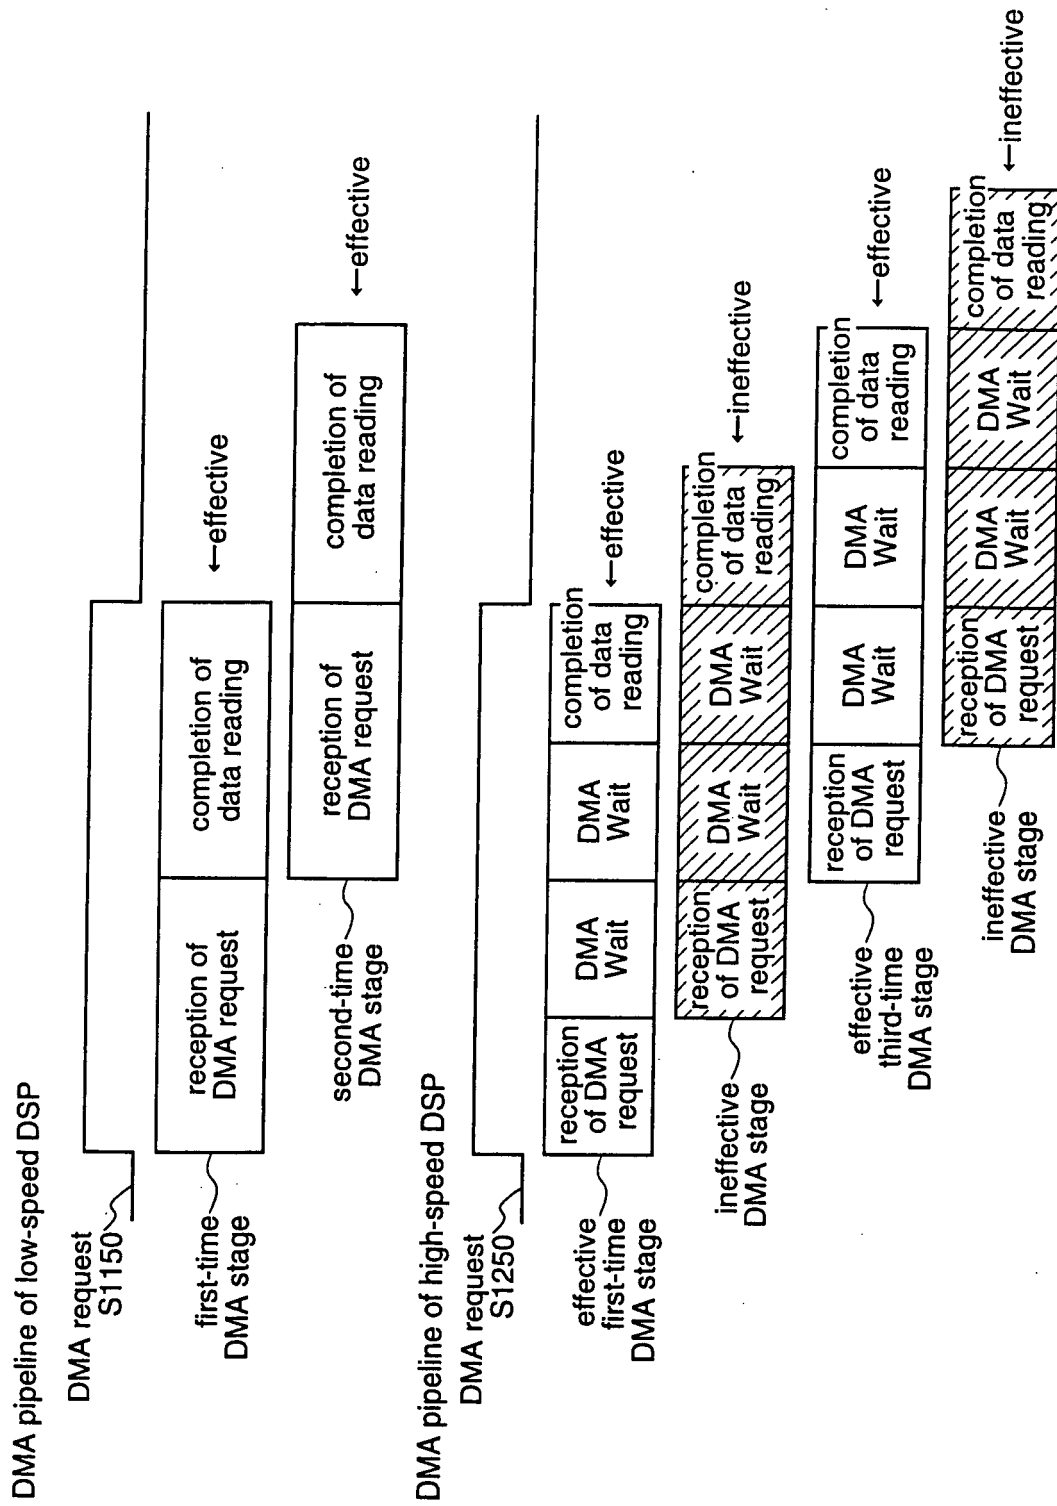 DMA pipeline of low-speed DSP
DMA request
S1150
first-time
DMA stage
reception of
DMA request
completion of
data reading
←effective
second-time
DMA stage
reception of
DMA request
completion of
data reading
←effective
DMA pipeline of high-speed DSP
DMA request
S1250
effective
first-time
DMA stage
reception
of DMA
request
DMA
Wait
DMA
Wait
completion
of data
reading
←effective
ineffective
DMA stage
reception
of DMA
request
DMA
Wait
DMA
Wait
completion
of data
reading
←ineffective
effective
third-time
DMA stage
reception
of DMA
request
DMA
Wait
DMA
Wait
completion
of data
reading
←effective
ineffective
DMA stage
reception
of DMA
request
DMA
Wait
DMA
Wait
completion
of data
reading
←ineffective